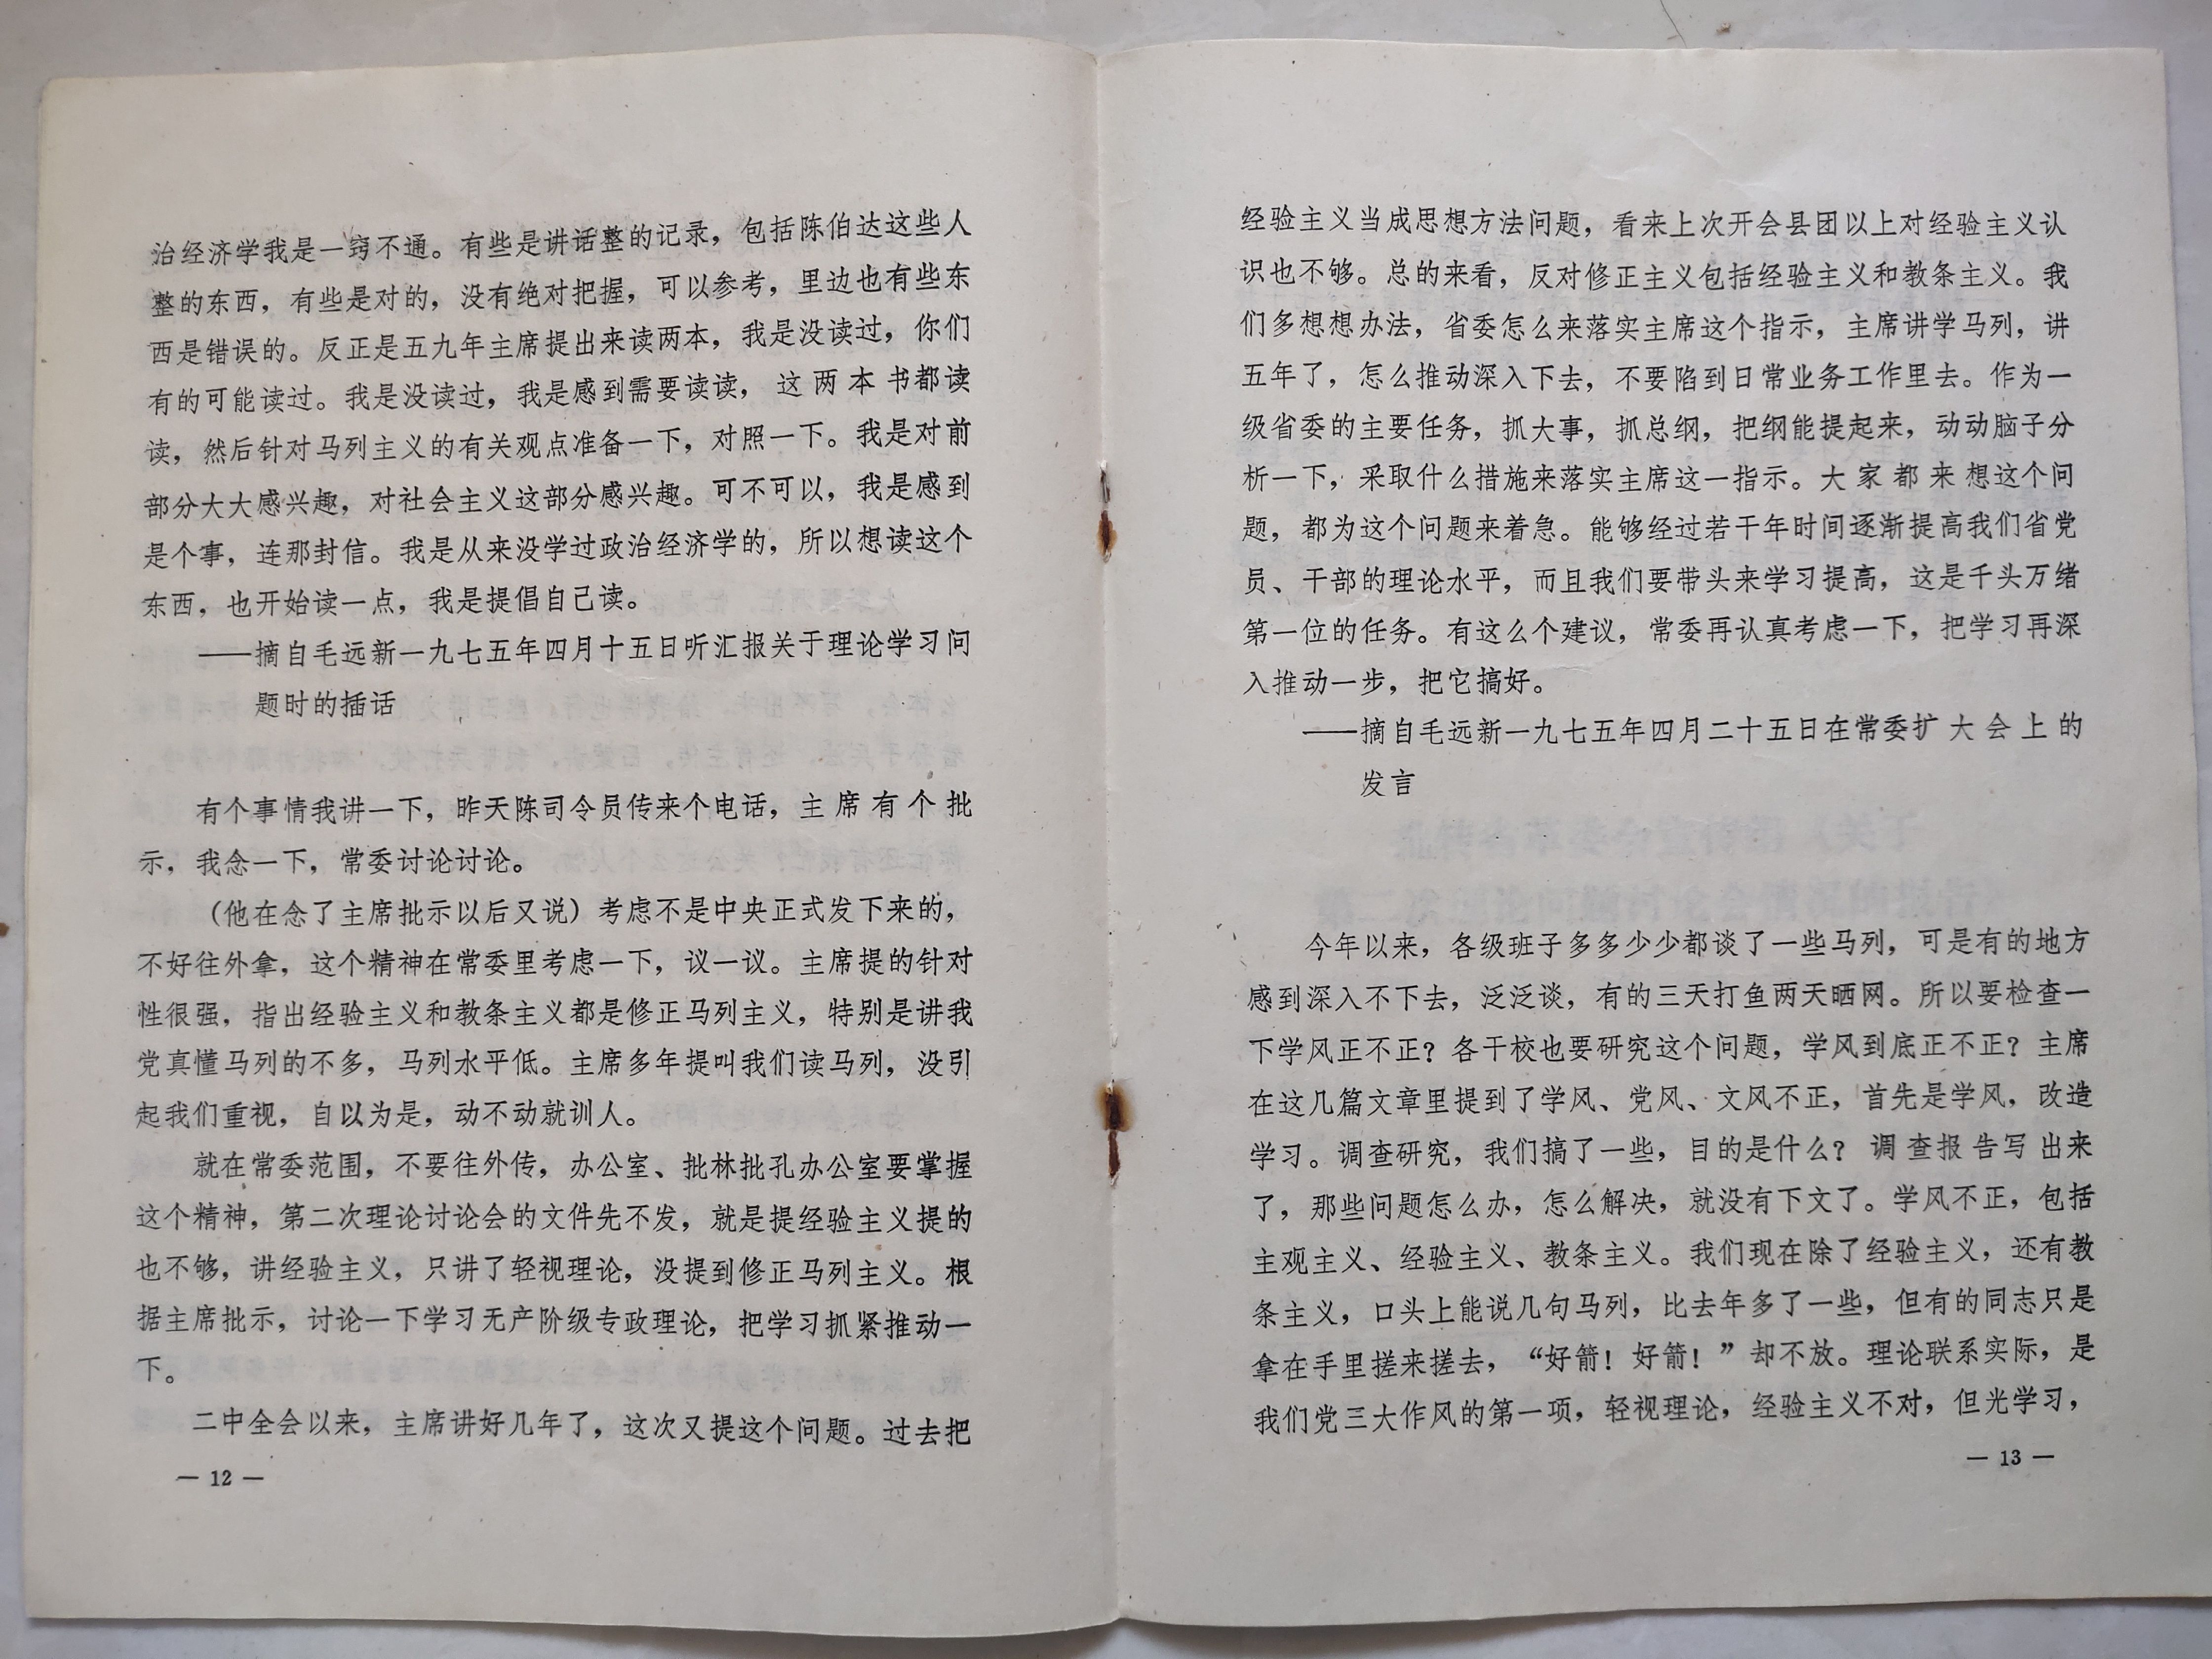 治经济学我是一窍不通。有些是讲话整的记录，包括陈伯达这些人
整的东西，有些是对的，没有绝对把握，可以参考，里边也有些东
西是错误的。反正是五九年主席提出来读两本，我是没读过，你们
有的可能读过。我是没读过，我是感到需要读读，这两本书都读
读，然后针对马列主义的有关观点准备一下，对照一下。我是对前
部分大大感兴趣，对社会主义这部分感兴趣。可不可以，我是感到
是个事，连那封信。我是从来没学过政治经济学的，所以想读这个
东西，也开始读一点，我是提倡自己读。
——摘自毛远新一九七五年四月十五日听汇报关于理论学习问
题时的插话
有个事情我讲一下，昨天陈司令员传来个电话，主席有个批
示，我念一下，常委讨论讨论。
（他在念了主席批示以后又说）考虑不是中央正式发下来的，
不好往外拿，这个精神在常委里考虑一下，议一议。主席提的针对
性很强，指出经验主义和教条主义都是修正马列主义，特别是讲我
党真懂马列的不多，马列水平低。主席多年提叫我们读马列，没引
起我们重视，自以为是，动不动就训人。
就在常委范围，不要往外传，办公室、批林批孔办公室要掌握
这个精神，第二次理论讨论会的文件先不发，就是提经验主义提的
也不够，讲经验主义，只讲了轻视理论，没提到修正马列主义。根
据主席批示，讨论一下学习无产阶级专政理论，把学习抓紧推动一
下。
二中全会以来，主席讲好几年了，这次又提这个问题。过去把
— 12 —
经验主义当成思想方法问题，看来上次开会县团以上对经验主义认
识也不够。总的来看，反对修正主义包括经验主义和教条主义。我
们多想想办法，省委怎么来落实主席这个指示，主席讲学马列，讲
五年了，怎么推动深入下去，不要陷到日常业务工作里去。作为一
级省委的主要任务，抓大事，抓总纲，把纲能提起来，动动脑子分
析一下，采取什么措施来落实主席这一指示。大家都来想这个问
题，都为这个问题来着急。能够经过若干年时间逐渐提高我们省党
员、干部的理论水平，而且我们要带头来学习提高，这是千头万绪
第一位的任务。有这么个建议，常委再认真考虑一下，把学习再深
入推动一步，把它搞好。
——摘自毛远新一九七五年四月二十五日在常委扩大会上的
发言
今年以来，各级班子多多少少都谈了一些马列，可是有的地方
感到深入不下去，泛泛谈，有的三天打鱼两天晒网。所以要检查一
下学风正不正？各干校也要研究这个问题，学风到底正不正？主席
在这几篇文章里提到了学风、党风、文风不正，首先是学风，改造
学习。调查研究，我们搞了一些，目的是什么？调查报告写出来
了，那些问题怎么办，怎么解决，就没有下文了。学风不正，包括
主观主义、经验主义、教条主义。我们现在除了经验主义，还有教
条主义，口头上能说几句马列，比去年多了一些，但有的同志只是
拿在手里搓来搓去，“好箭！好箭！”却不放。理论联系实际，是
我们党三大作风的第一项，轻视理论，经验主义不对，但光学习，
— 13 —